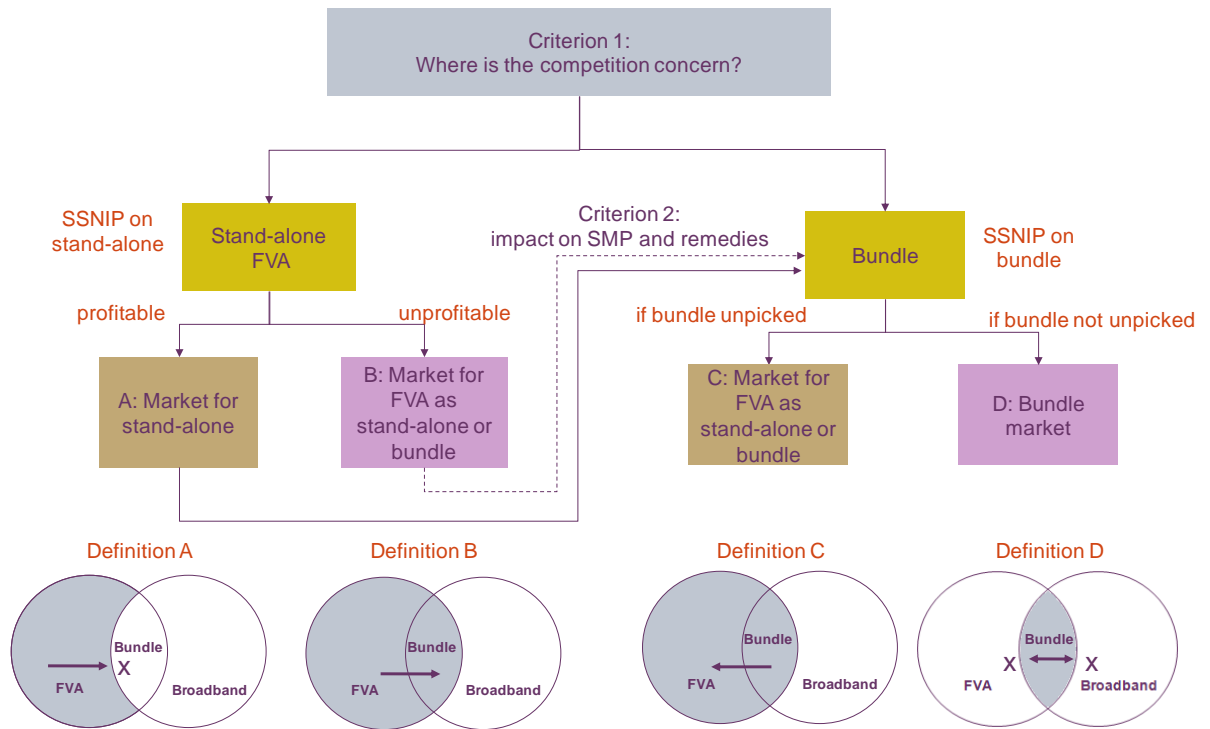 Criterion 1:
Where is the competition concern?
SSNIP on
stand-alone
Stand-alone
FVA
Criterion 2:
impact on SMP and remedies
Bundle
SSNIP on
bundle
profitable
unprofitable
if bundle unpicked
if bundle not unpicked
A: Market for
stand-alone
B: Market for
FVA as
stand-alone or
bundle
C: Market for
FVA as
stand-alone or
bundle
D: Bundle
market
Definition A
Definition B
Definition C
Definition D
Bundle
X
FVA
Broadband
Bundle
FVA
Broadband
Bundle
FVA
Broadband
Bundle
X
X
FVA
Broadband